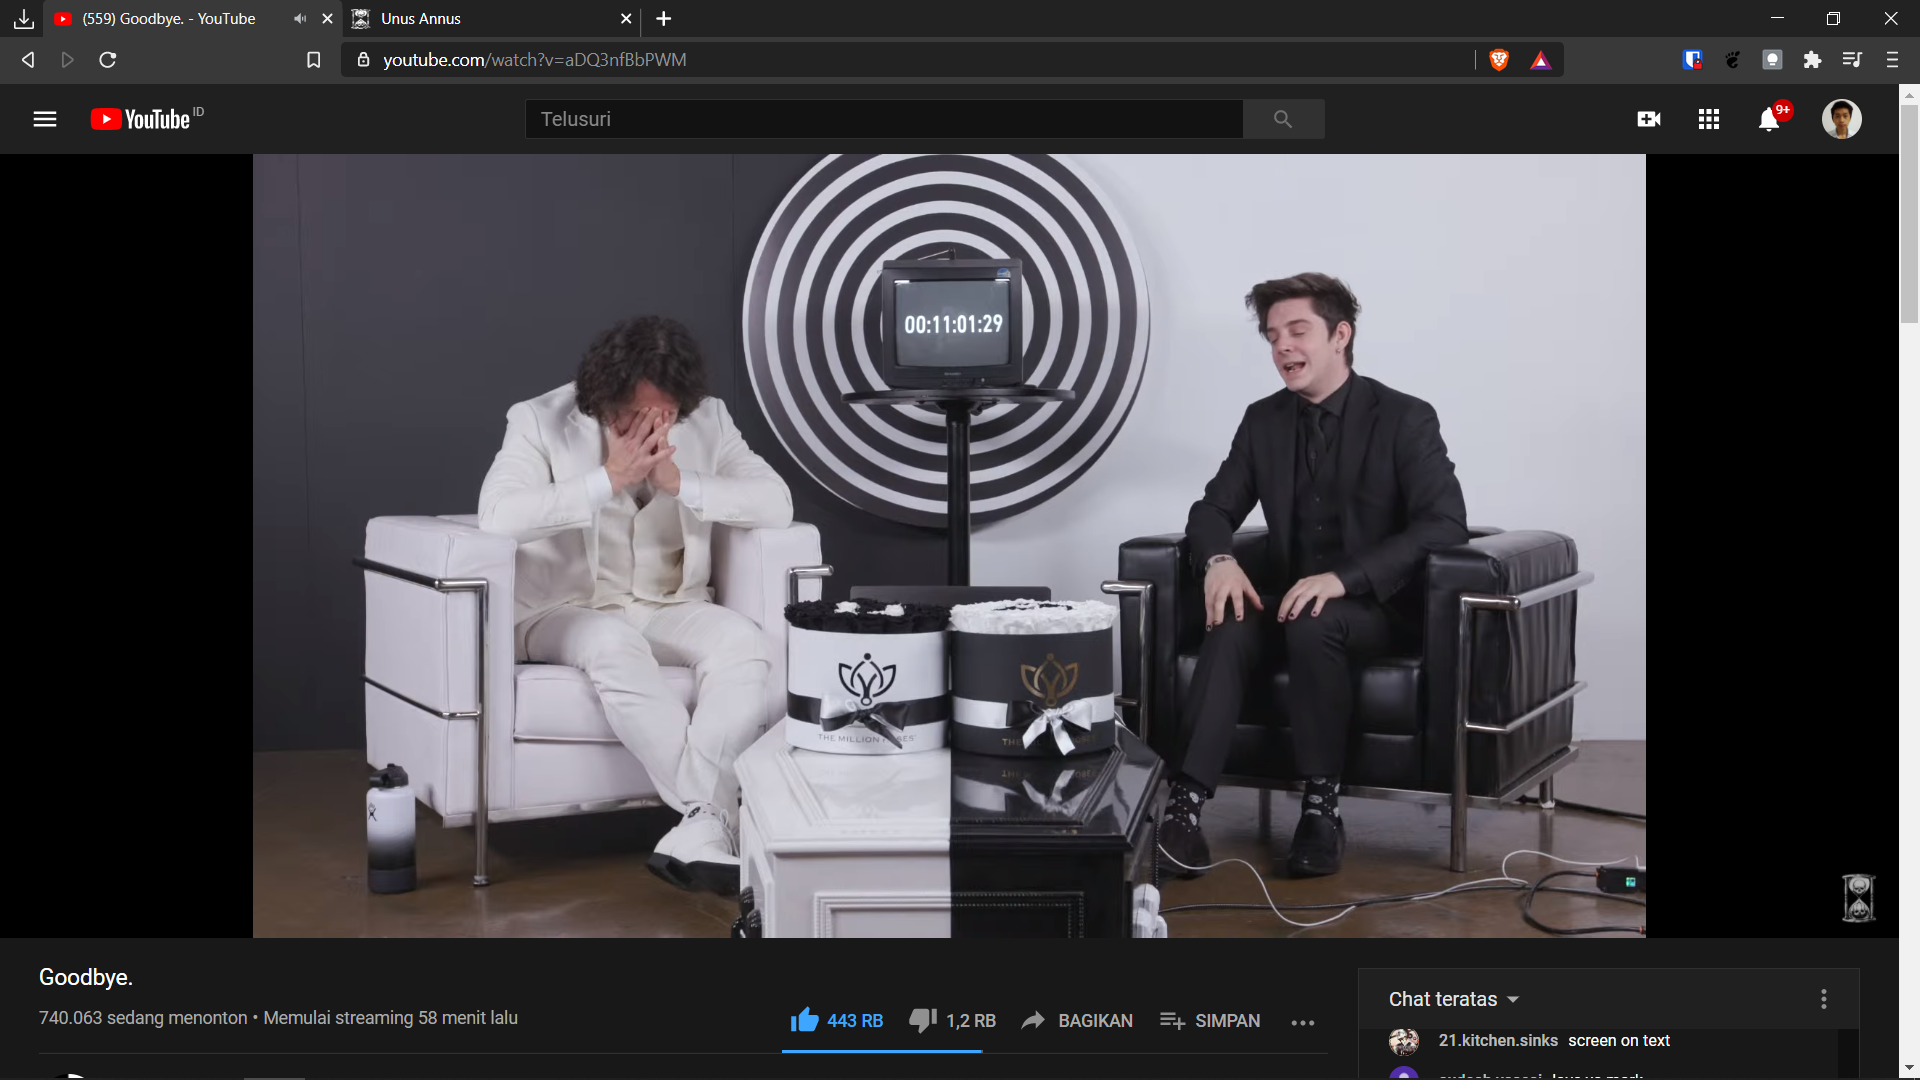 (559) Goodbye. - YouTube
Unus Annus
youtube.com/watch?v=aDQ3nfBbPWM
YouTube ID
Telusuri
9+
00:11:01:29
THE MILLION
Goodbye.
740.063 sedang menonton • Memulai streaming 58 menit lalu
443 RB
1,2 RB
BAGIKAN
SIMPAN
Chat teratas
21.kitchen.sinks screen on text